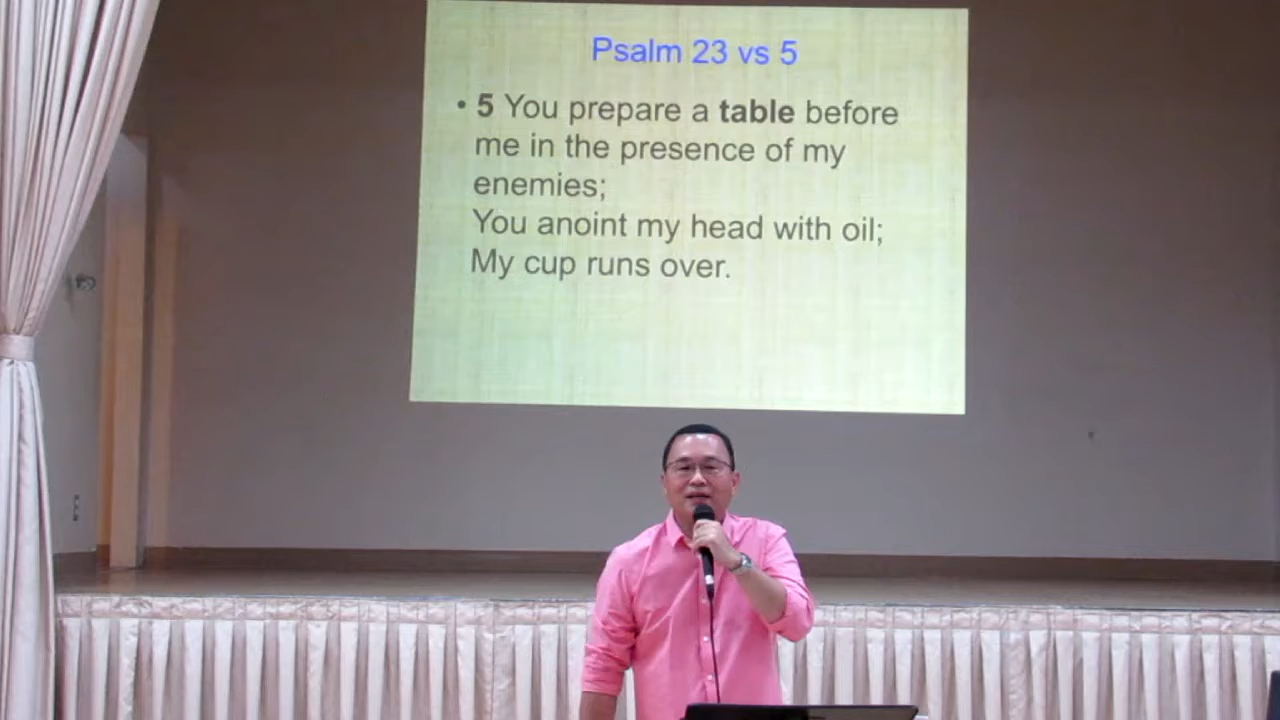 Psalm 23 vs 5
• 5 You prepare a table before
me in the presence of my
enemies;
You anoint my head with oil;
My cup runs over.